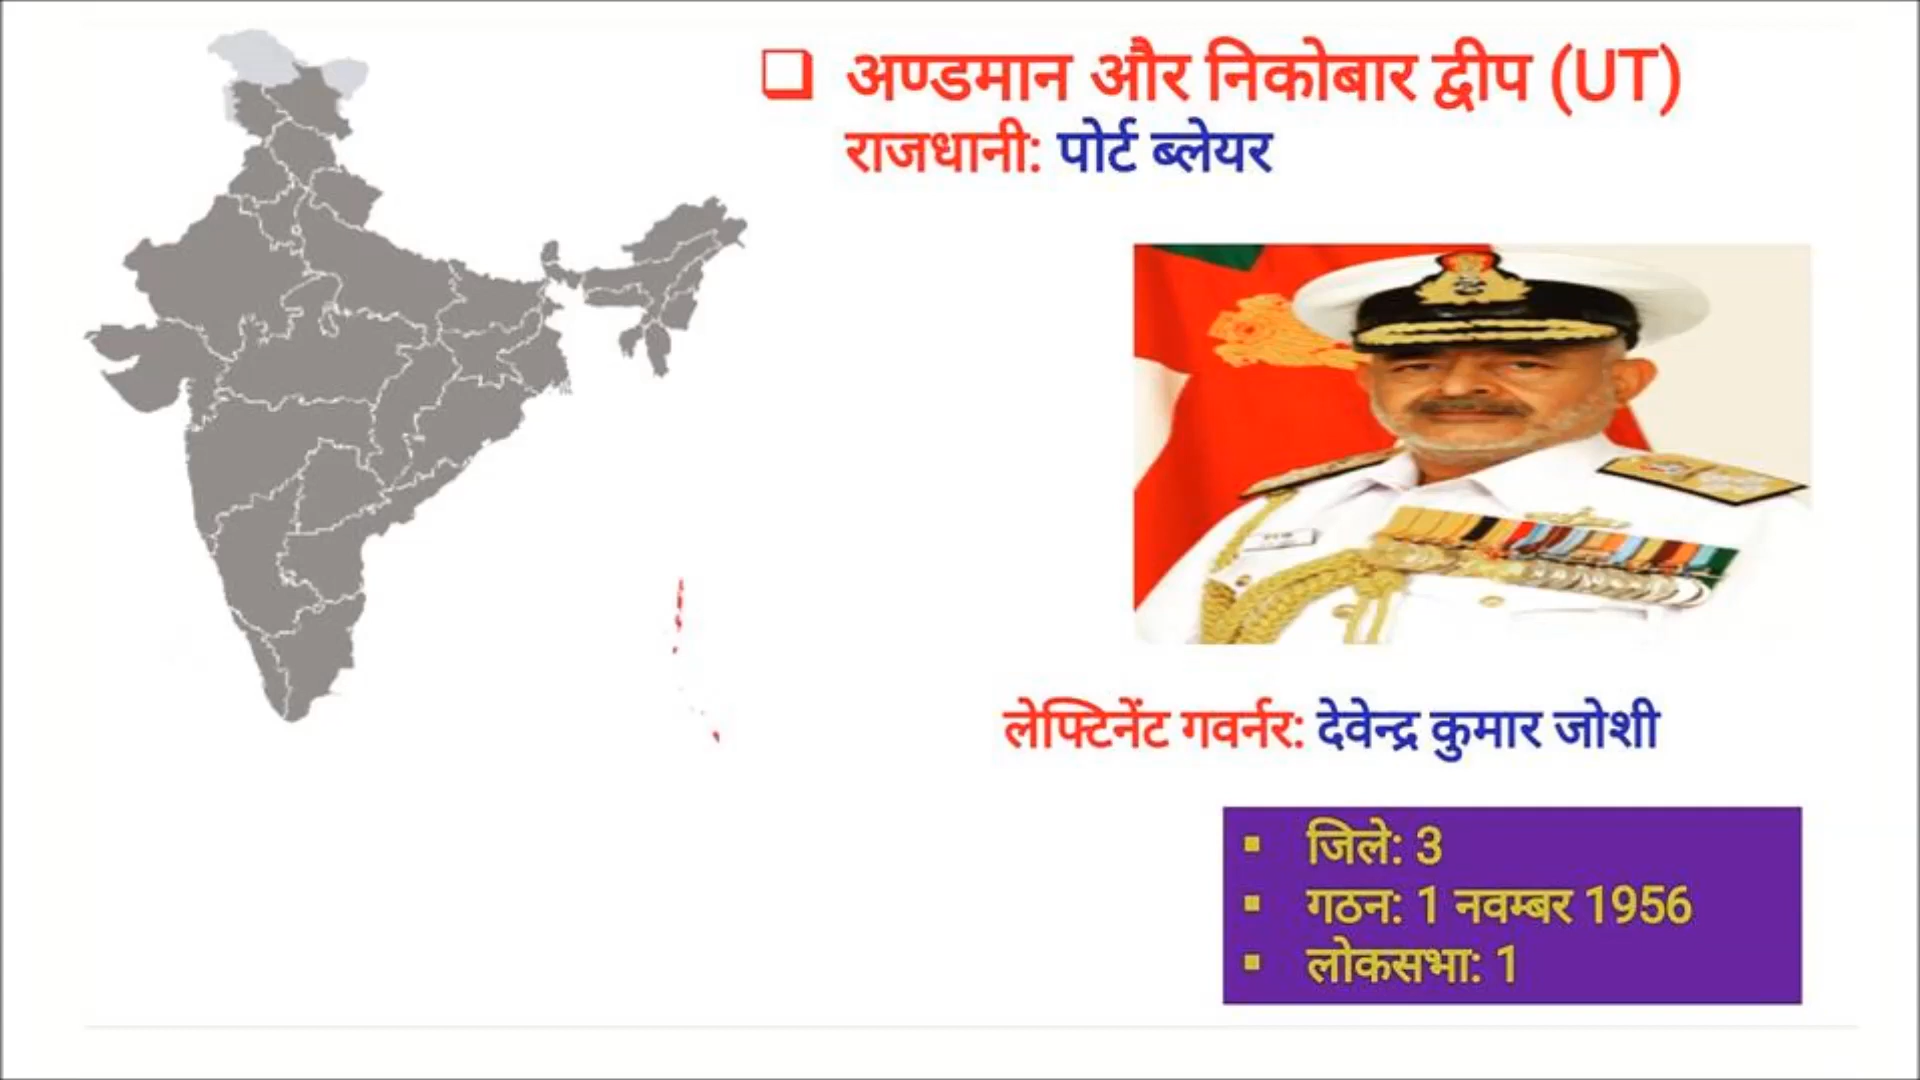 अण्डमान और निकोबार द्वीप (UT)
राजधानी: पोर्ट ब्लेयर
लेफ्टिनेंट गवर्नर: देवेन्द्र कुमार जोशी
जिले: 3
गठन: 1 नवम्बर 1956
लोकसभा: 1